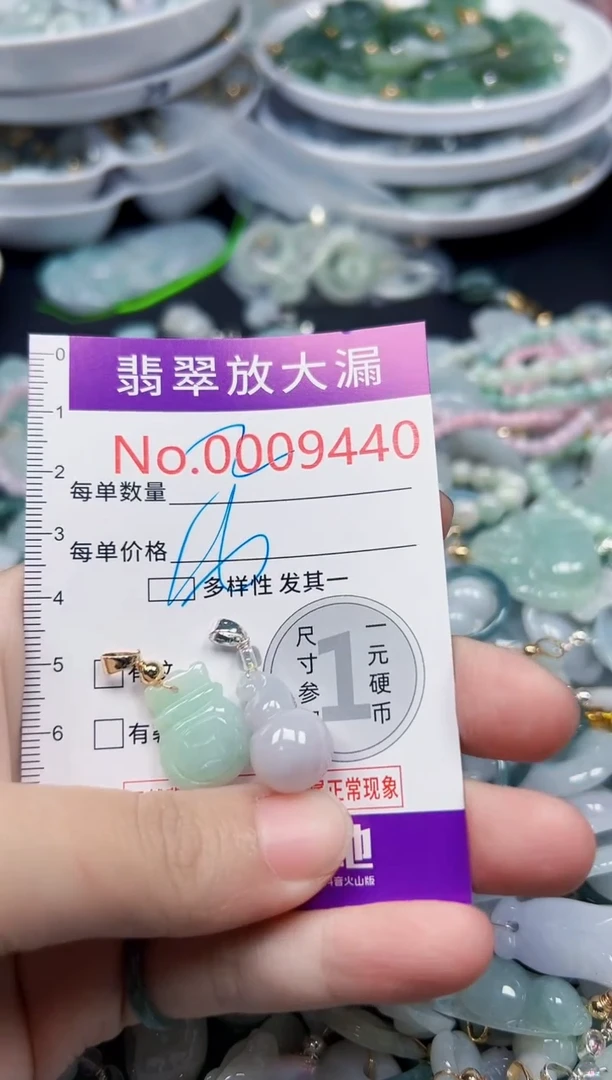 翡翠放大漏
No.0009440
每单数量
每单价格
多样性 发其一
尺寸参
1
一元硬币
有
有
正常现象
抖音火山版
0
1
2
3
4
5
6